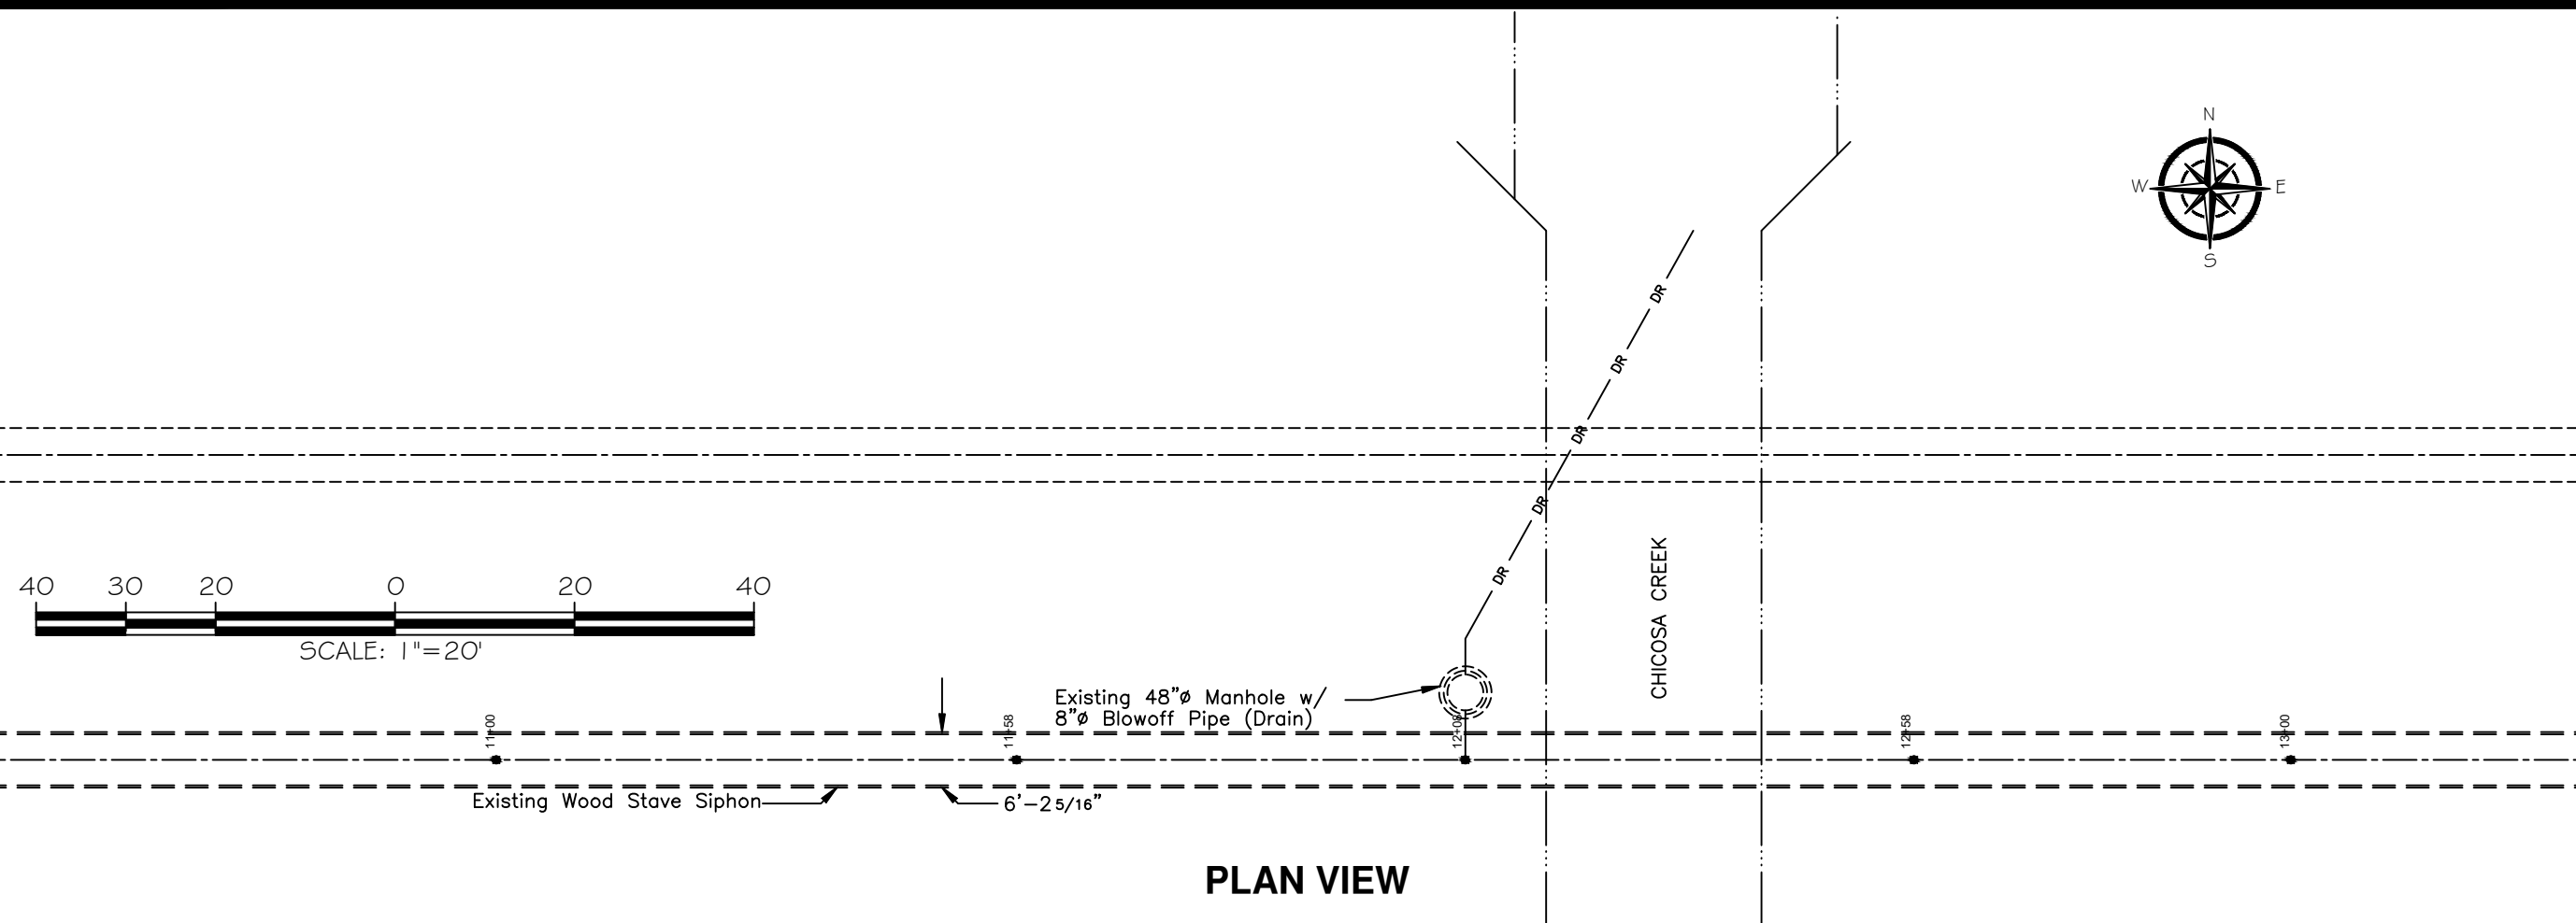 N
W E
S
DR
DR
DR
DR
DR
CHICOSA CREEK
40 30 20 0 20 40
SCALE: 1"=20'
Existing 48"ø Manhole w/
8"ø Blowoff Pipe (Drain)
11+00 11+58 12+08 12+58 13+00
Existing Wood Stave Siphon
6'-2 5/16"
PLAN VIEW